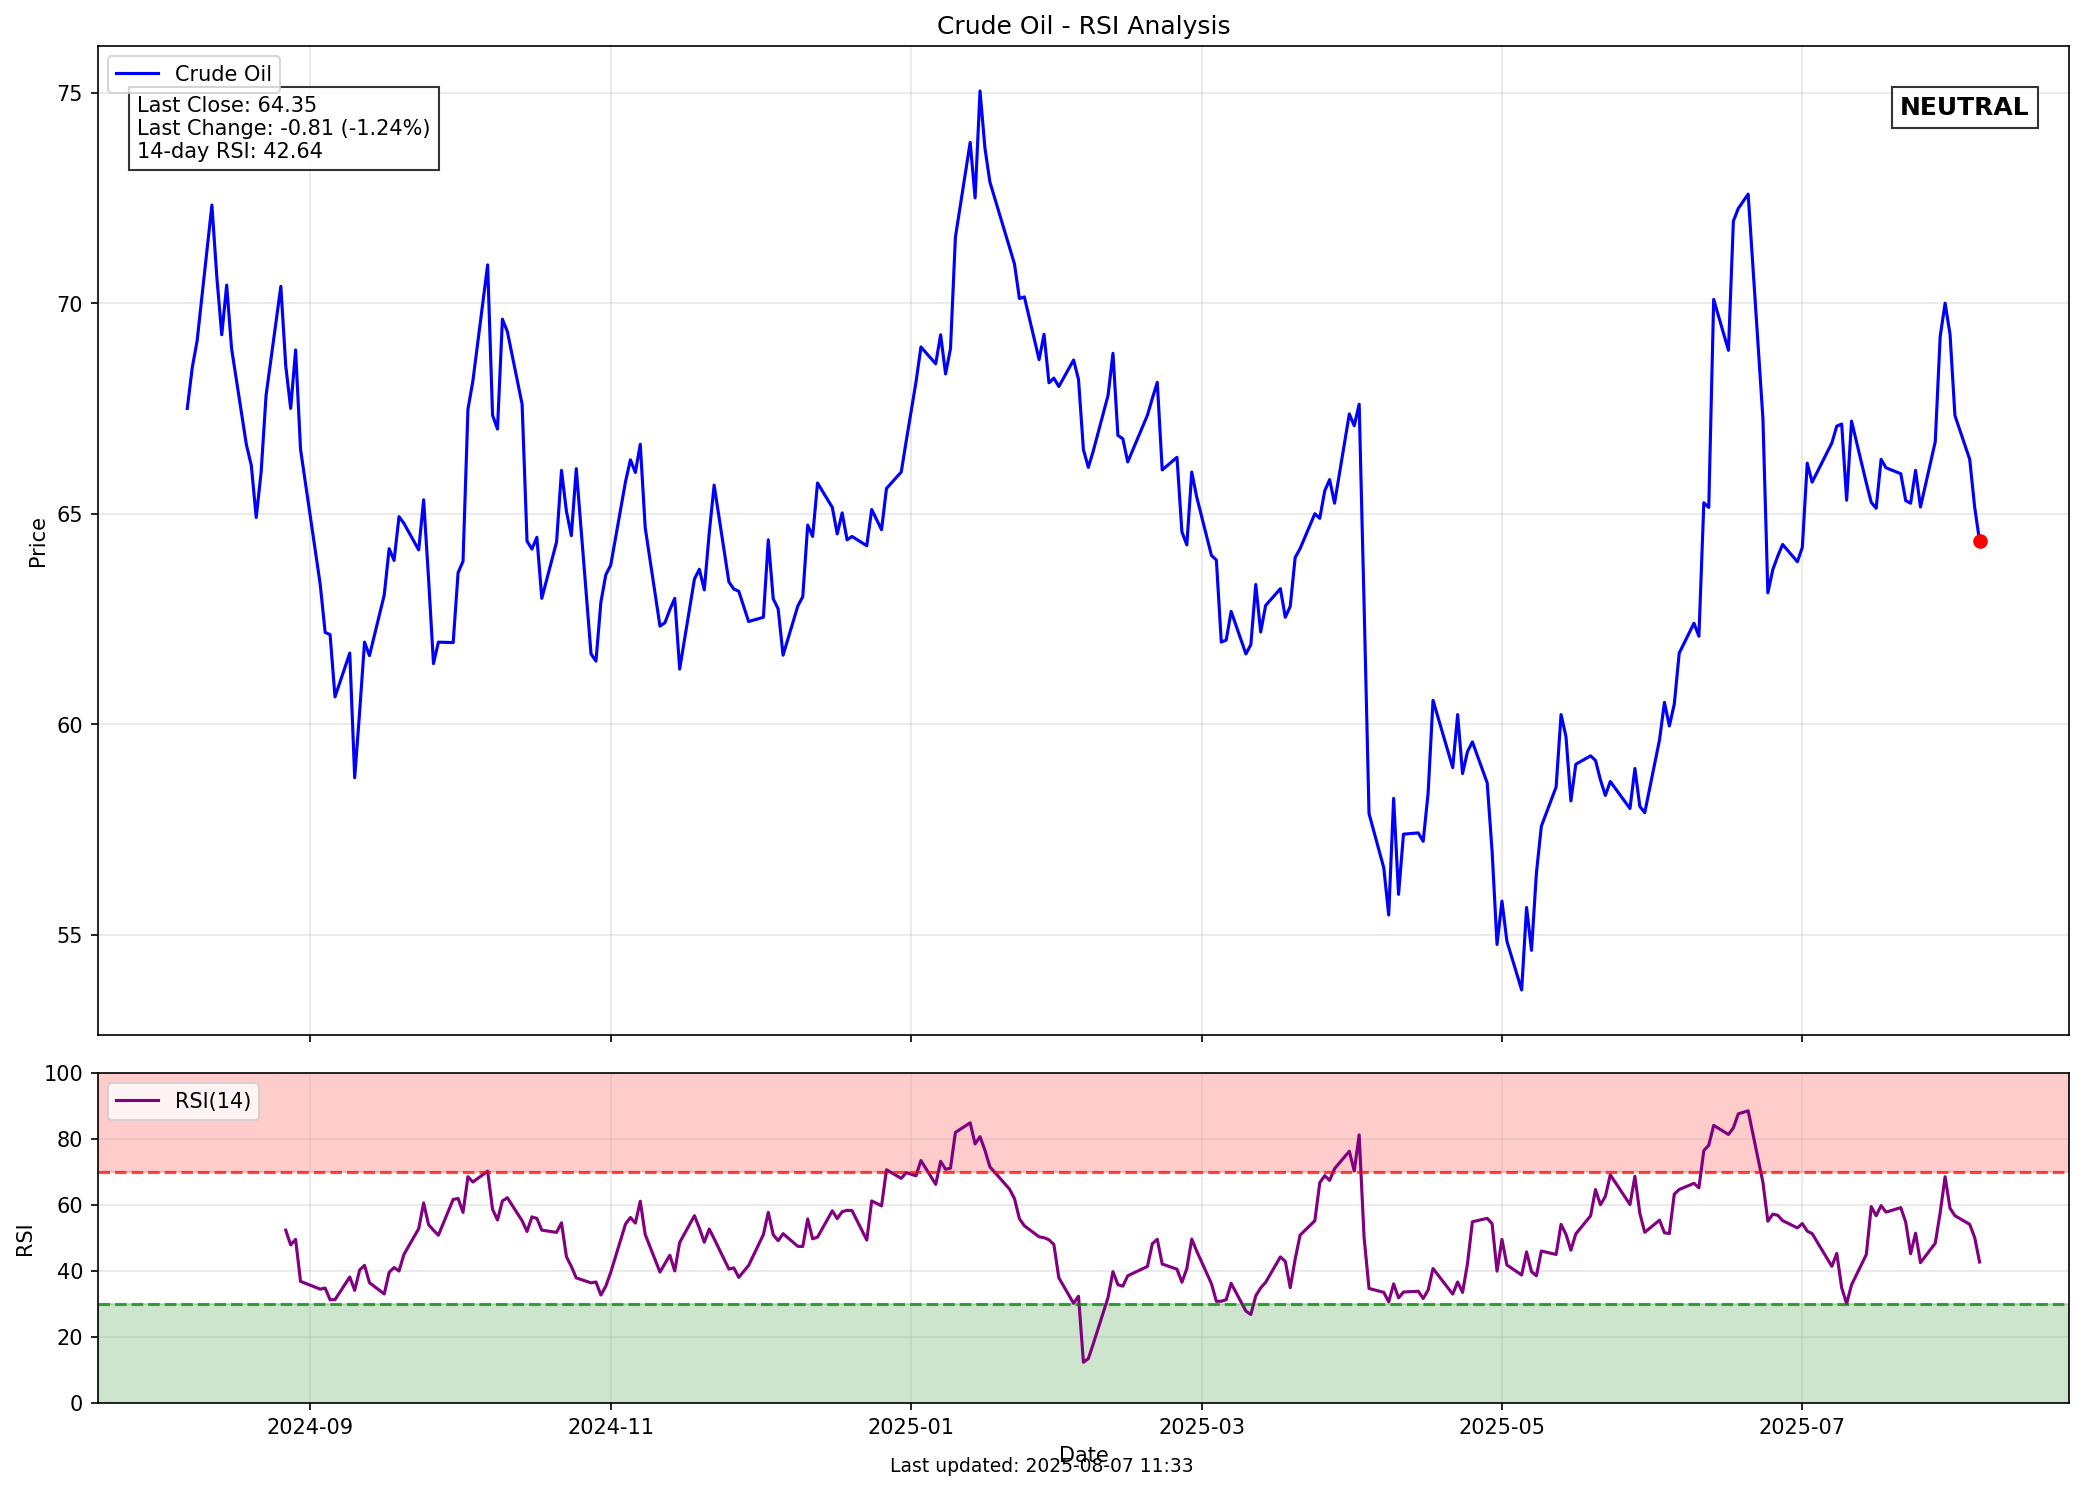 Crude Oil - RSI Analysis
Crude Oil
Last Close: 64.35
Last Change: -0.81 (-1.24%)
14-day RSI: 42.64
NEUTRAL
75
70
65
60
55
Price
RSI(14)
100
80
60
40
20
0
RSI
2024-09
2024-11
2025-01
2025-03
2025-05
2025-07
Date
Last updated: 2025-08-07 11:33